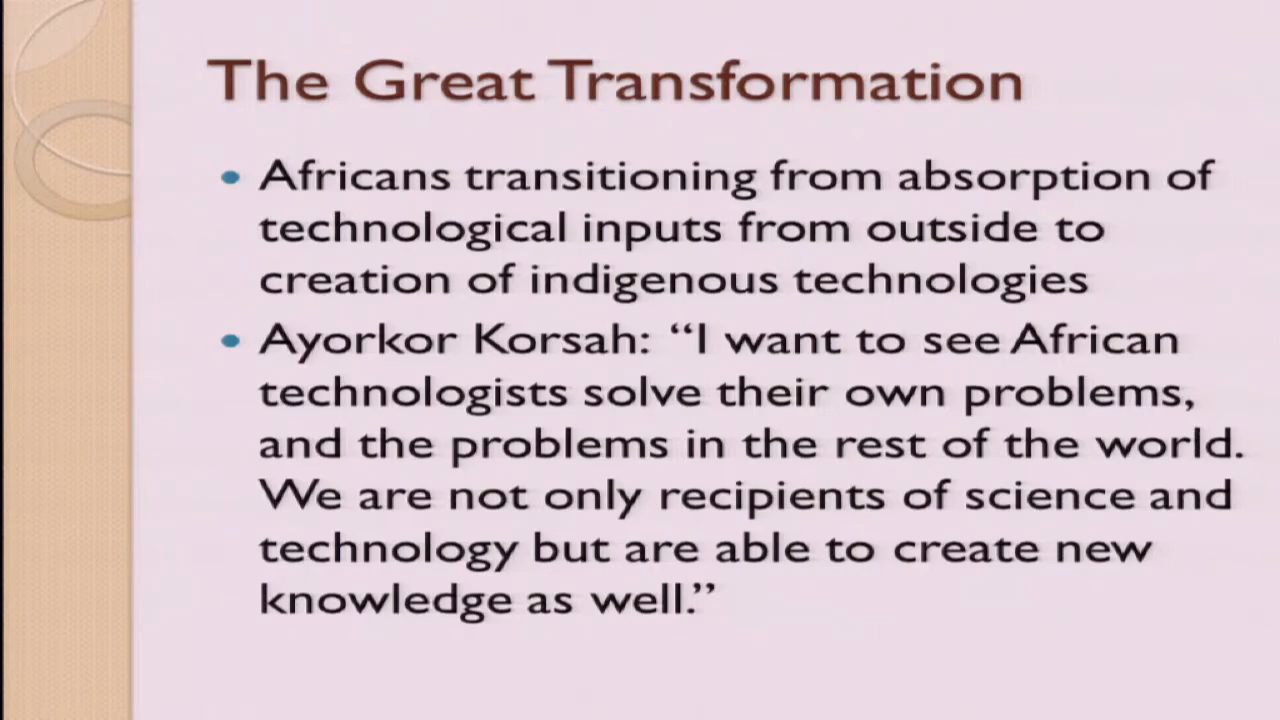 The Great Transformation
• Africans transitioning from absorption of
technological inputs from outside to
creation of indigenous technologies
• Ayorkor Korsah: “I want to see African
technologists solve their own problems,
and the problems in the rest of the world.
We are not only recipients of science and
technology but are able to create new
knowledge as well.”